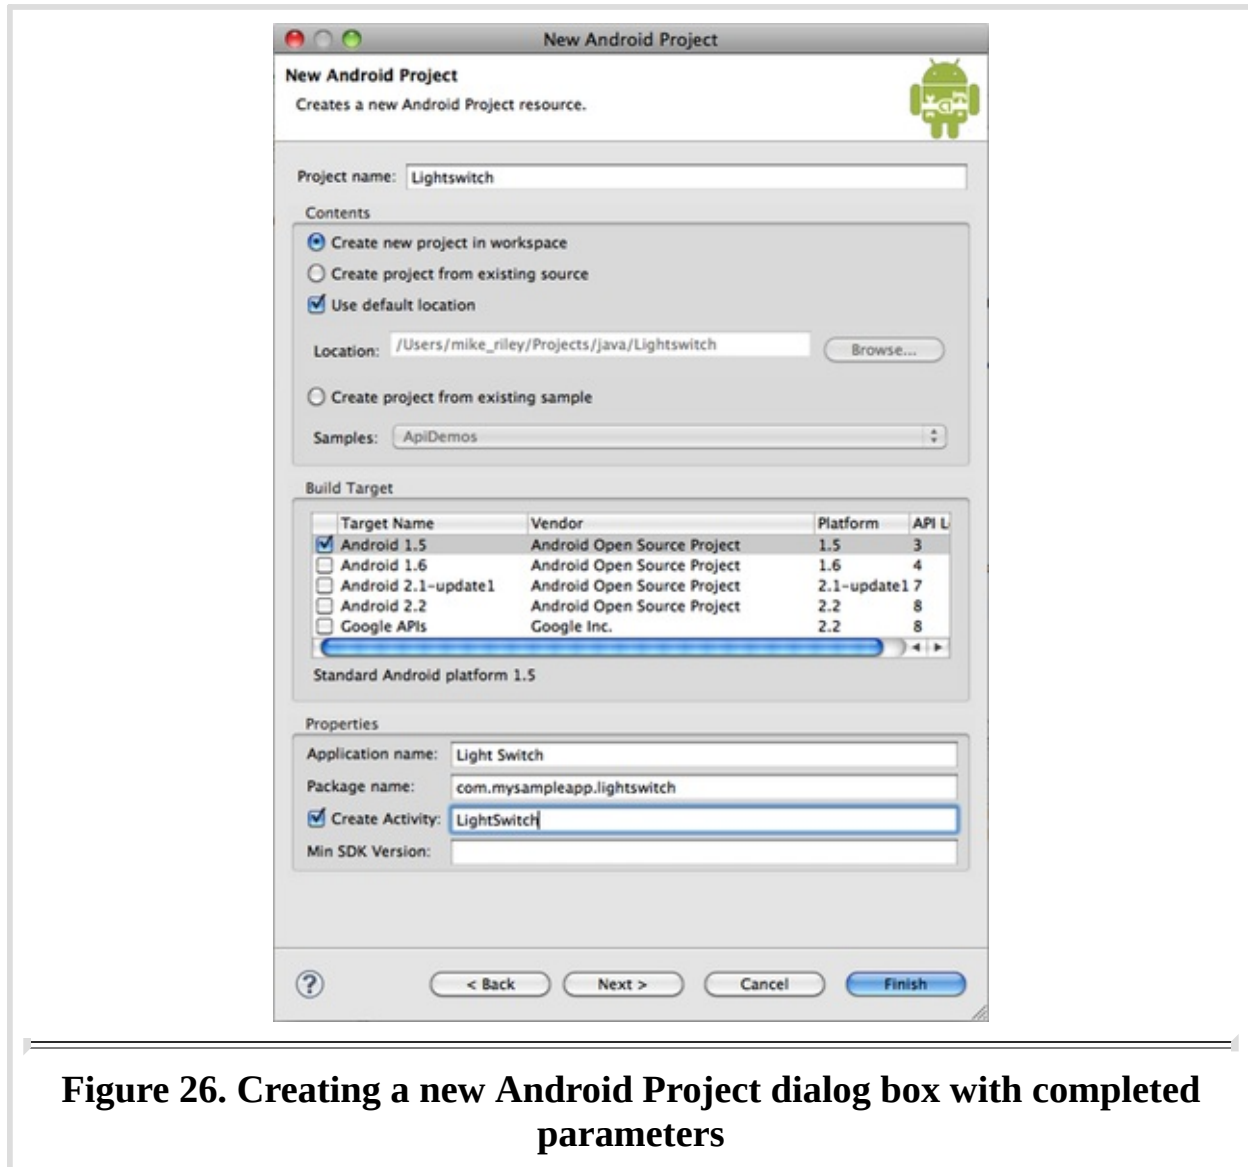 New Android Project
New Android Project
Creates a new Android Project resource.
Project name: Lightswitch
Contents
Create new project in workspace
Create project from existing source
Use default location
Location: /Users/mike_riley/Projects/java/Lightswitch Browse...
Create project from existing sample
Samples: ApiDemos
Build Target
Target Name Vendor Platform API L
Android 1.5 Android Open Source Project 1.5 3
Android 1.6 Android Open Source Project 1.6 4
Android 2.1-update1 Android Open Source Project 2.1-update1 7
Android 2.2 Android Open Source Project 2.2 8
Google APIs Google Inc. 2.2 8
Standard Android platform 1.5
Properties
Application name: Light Switch
Package name: com.mysampleapp.lightswitch
Create Activity: LightSwitch
Min SDK Version:
? < Back Next > Cancel Finish
Figure 26. Creating a new Android Project dialog box with completed
parameters